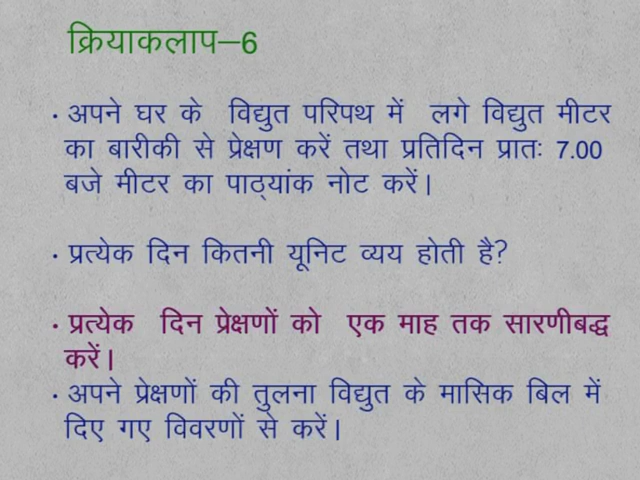 क्रियाकलाप–6
• अपने घर के विद्युत परिपथ में लगे विद्युत मीटर
का बारीकी से प्रेक्षण करें तथा प्रतिदिन प्रातः 7.00
बजे मीटर का पाठ्यांक नोट करें।
• प्रत्येक दिन कितनी यूनिट व्यय होती है?
• प्रत्येक दिन प्रेक्षणों को एक माह तक सारणीबद्ध
करें।
• अपने प्रेक्षणों की तुलना विद्युत के मासिक बिल में
दिए गए विवरणों से करें।